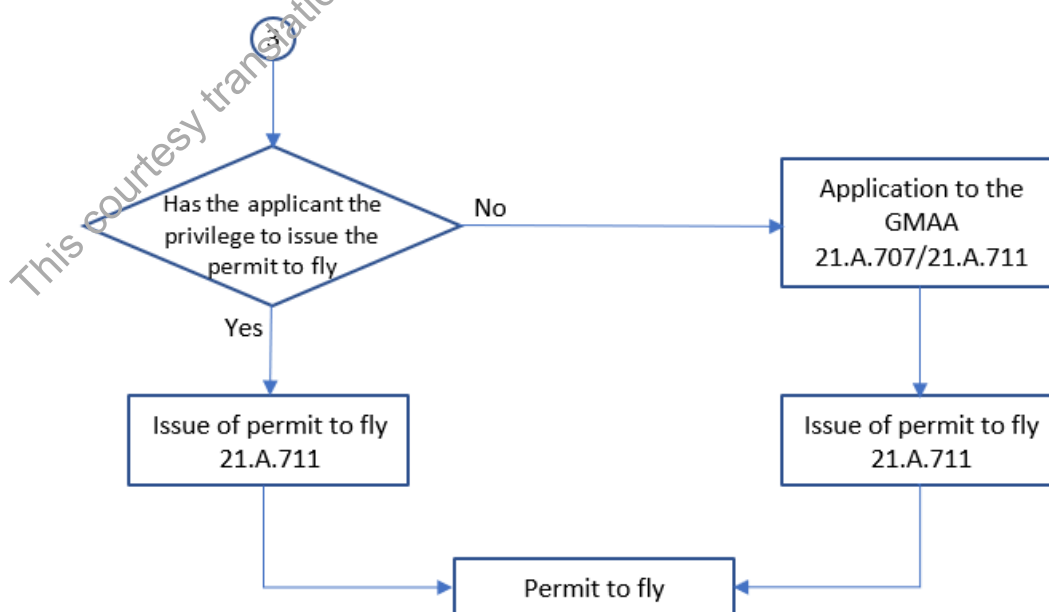 3
This courtesy translatio
Has the applicant the
privilege to issue the
permit to fly
No
Application to the
GMAA
21.A.707/21.A.711
Yes
Issue of permit to fly
21.A.711
Issue of permit to fly
21.A.711
Permit to fly